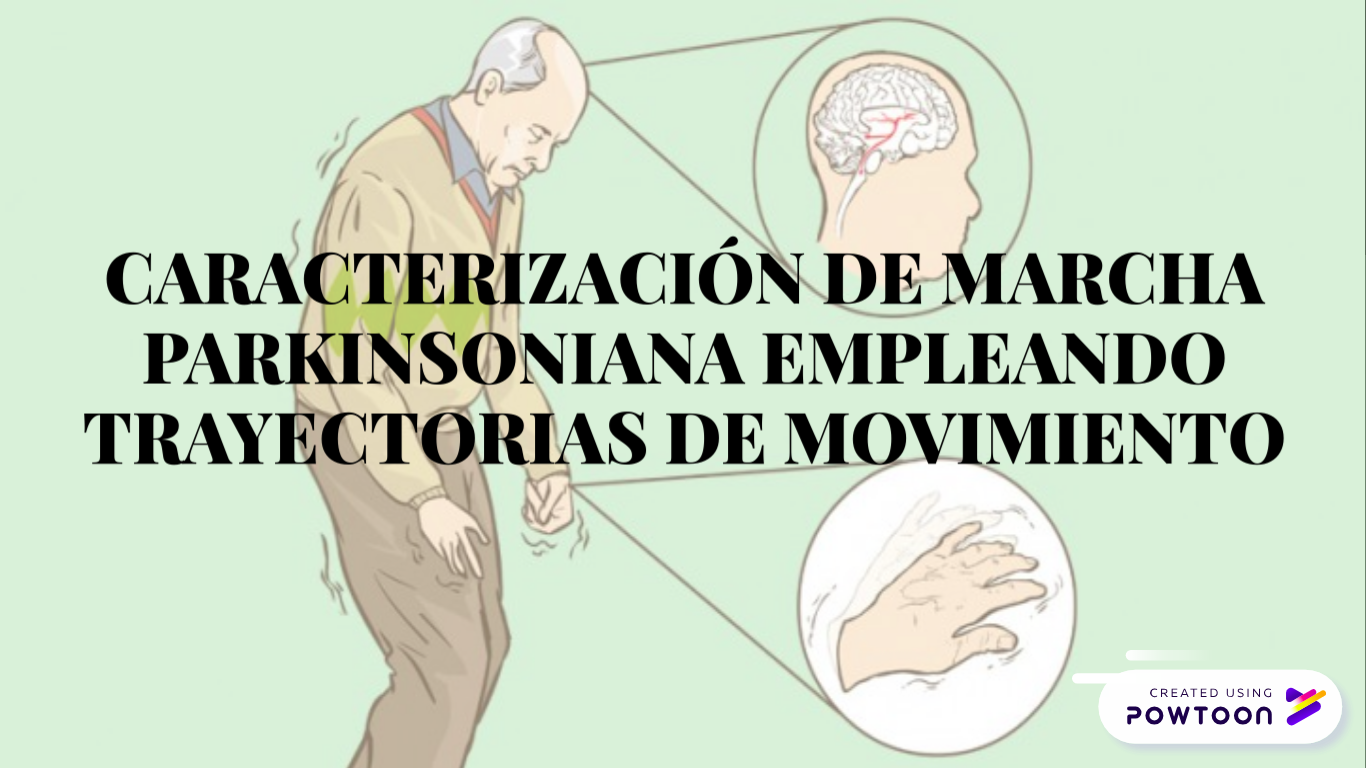 CARACTERIZACIÓN DE MARCHA
PARKINSONIANA EMPLEANDO
TRAYECTORIAS DE MOVIMIENTO
CREATED USING
POWTOON